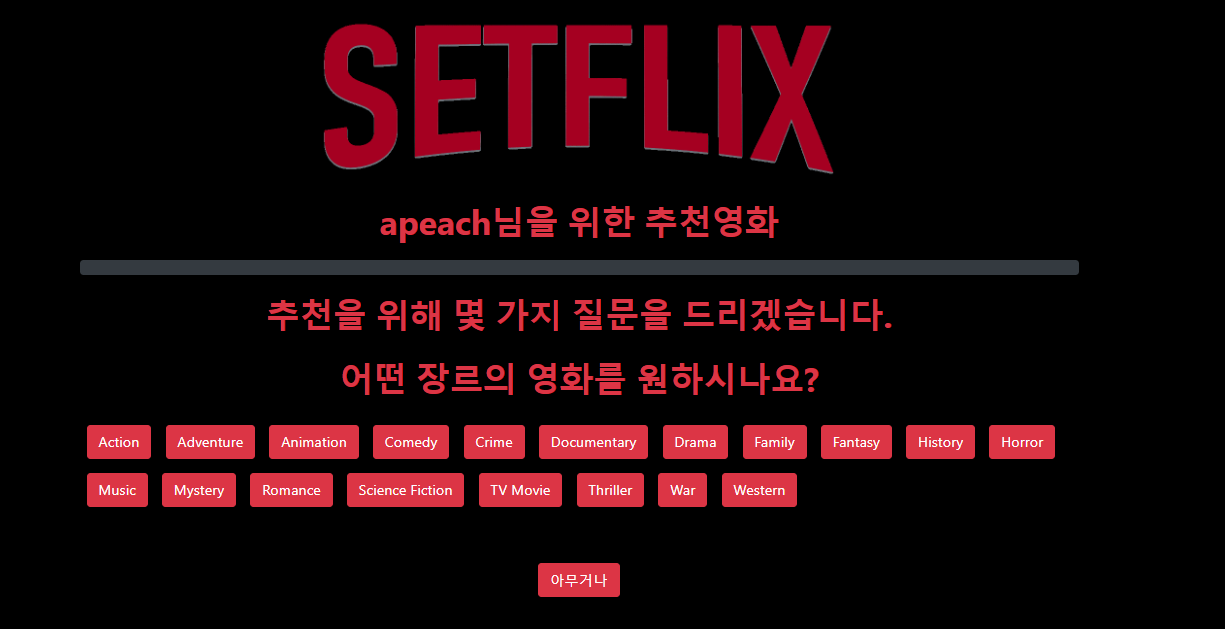 SETFLIX
apeach님을 위한 추천영화
추천을 위해 몇 가지 질문을 드리겠습니다.
어떤 장르의 영화를 원하시나요?
Action Adventure Animation Comedy Crime Documentary Drama Family Fantasy History Horror
Music Mystery Romance Science Fiction TV Movie Thriller War Western
아무거나